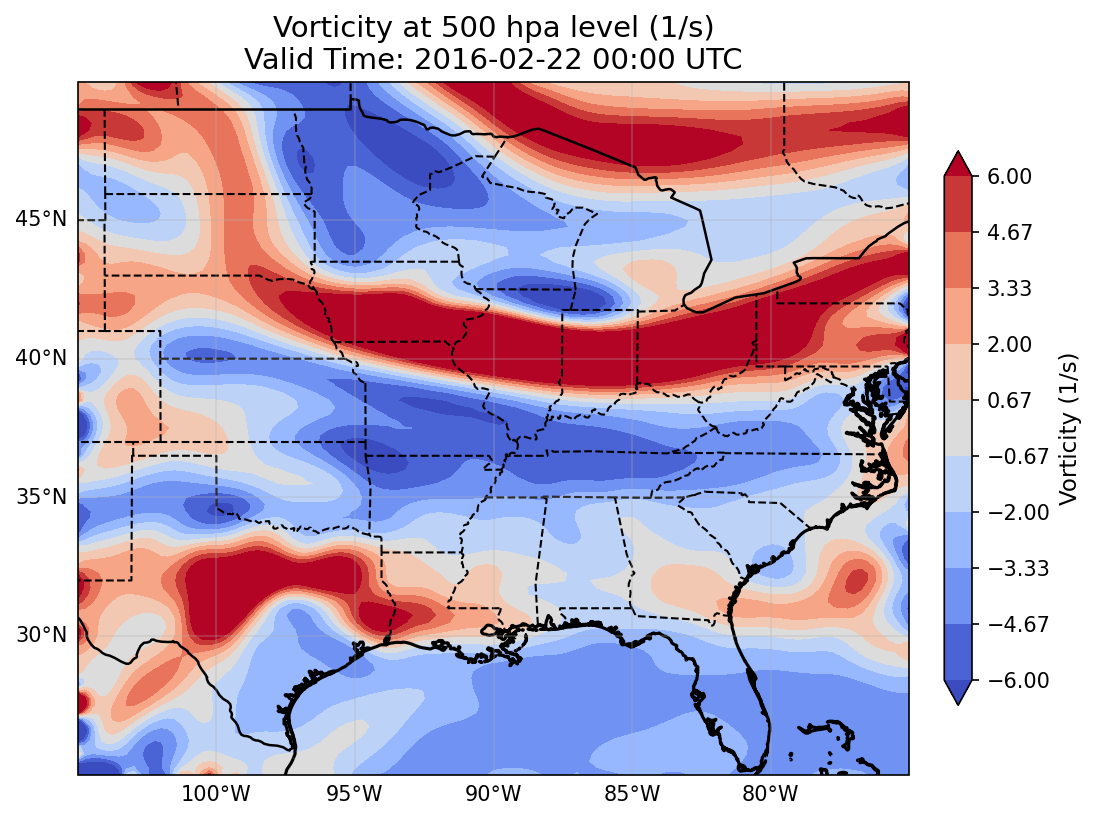 Vorticity at 500 hpa level (1/s)
Valid Time: 2016-02-22 00:00 UTC
45°N
40°N
35°N
30°N
100°W
95°W
90°W
85°W
80°W
6.00
4.67
3.33
2.00
0.67
−0.67
−2.00
−3.33
−4.67
−6.00
Vorticity (1/s)